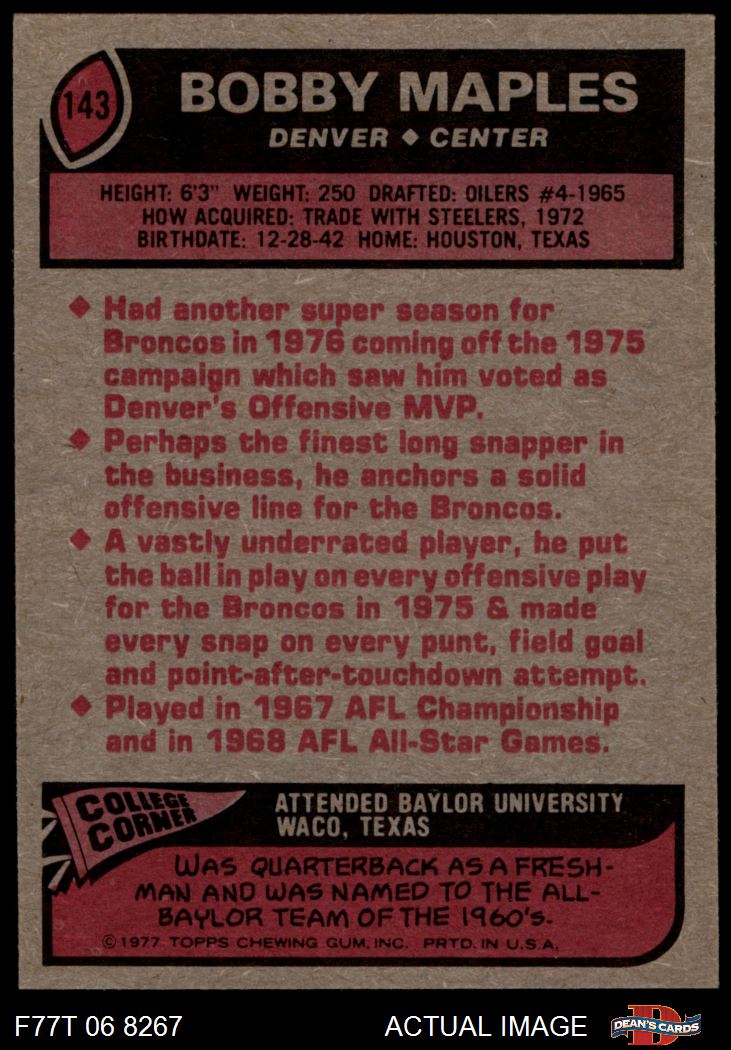 143
BOBBY MAPLES
DENVER ◆ CENTER
HEIGHT: 6'3" WEIGHT: 250 DRAFTED: OILERS #4-1965
HOW ACQUIRED: TRADE WITH STEELERS, 1972
BIRTHDATE: 12-28-42 HOME: HOUSTON, TEXAS
◆ Had another super season for
Broncos in 1976 coming off the 1975
campaign which saw him voted as
Denver's Offensive MVP.
◆ Perhaps the finest long snapper in
the business, he anchors a solid
offensive line for the Broncos.
◆ A vastly underrated player, he put
the ball in play on every offensive play
for the Broncos in 1975 & made
every snap on every punt, field goal
and point-after-touchdown attempt.
◆ Played in 1967 AFL Championship
and in 1968 AFL All-Star Games.
COLLEGE
CORNER
ATTENDED BAYLOR UNIVERSITY
WACO, TEXAS
WAS QUARTERBACK AS A FRESH-
MAN AND WAS NAMED TO THE ALL-
BAYLOR TEAM OF THE 1960's.
© 1977 TOPPS CHEWING GUM, INC. PRTD. IN U.S.A.
F77T 06 8267
ACTUAL IMAGE
D
DEAN'S CARDS